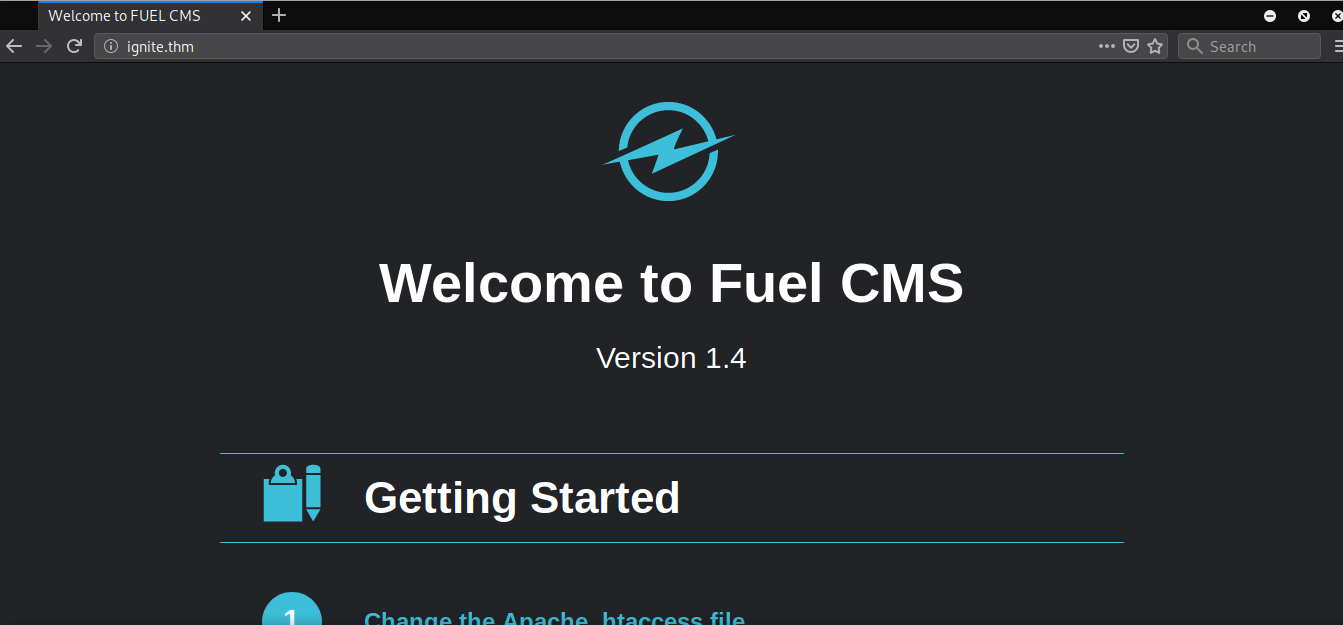 Welcome to FUEL CMS
ignite.thm
Search
Welcome to Fuel CMS
Version 1.4
Getting Started
1
Change the Apache .htaccess file